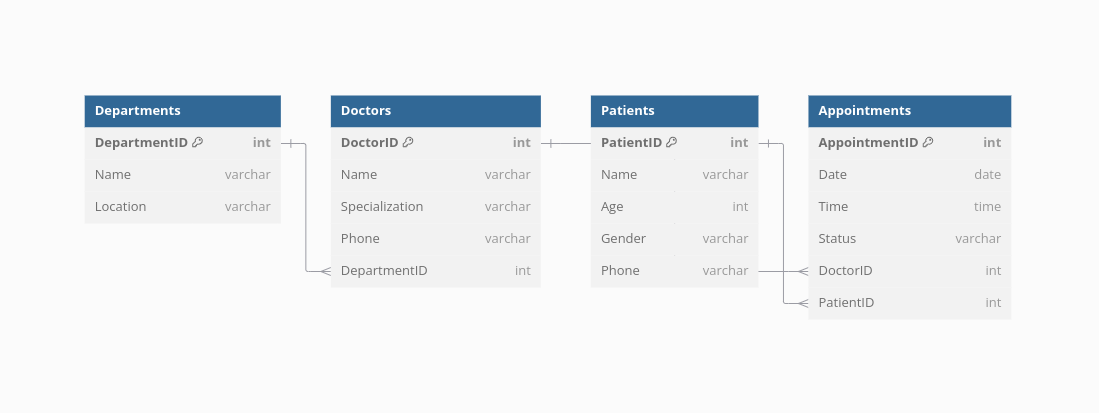 Departments
DepartmentID int
Name varchar
Location varchar
Doctors
DoctorID int
Name varchar
Specialization varchar
Phone varchar
DepartmentID int
Patients
PatientID int
Name varchar
Age int
Gender varchar
Phone varchar
Appointments
AppointmentID int
Date date
Time time
Status varchar
DoctorID int
PatientID int